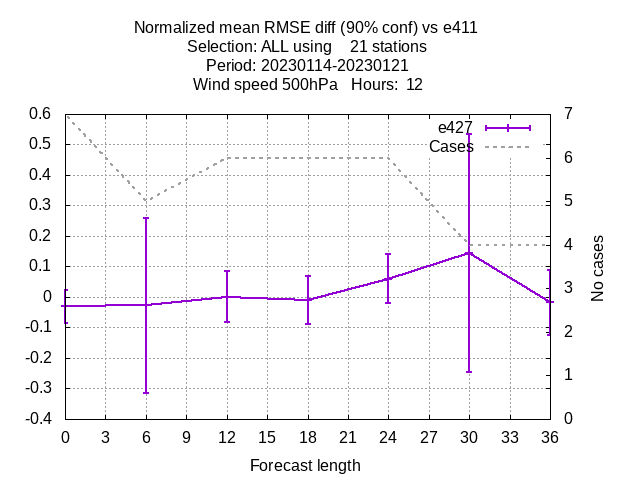 Normalized mean RMSE diff (90% conf) vs e411
Selection: ALL using    21 stations
Period: 20230114-20230121
Wind speed 500hPa   Hours:  12
e427
Cases
0.6
0.5
0.4
0.3
0.2
0.1
0
-0.1
-0.2
-0.3
-0.4
7
6
5
4
3
2
1
0
No cases
0 3 6 9 12 15 18 21 24 27 30 33 36
Forecast length